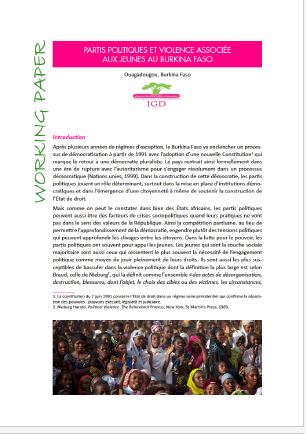 WORKING PAPER
PARTIS POLITIQUES ET VIOLENCE ASSOCIÉE
AUX JEUNES AU BURKINA FASO
Ouagadougou, Burkina Faso
IGD
Introduction
Après plusieurs années de régimes d'exception, le Burkina Faso va enclencher un proces-
sus de démocratisation à partir de 1991 avec l'adoption d'une nouvelle Constitution¹ qui
marque le retour à une démocratie pluraliste. Le pays rentrait ainsi formellement dans
une ère de rupture avec l'autoritarisme pour s'engager résolument dans un processus
démocratique (Nations unies, 1999). Dans la construction de cette démocratie, les partis
politiques jouent un rôle déterminant, surtout dans la mise en place d'institutions démo-
cratiques et dans l'émergence d'une citoyenneté à même de soutenir la construction de
l'État de droit.
Mais comme on peut le constater dans bien des États africains, les partis politiques
peuvent aussi être des facteurs de crises sociopolitiques quand leurs pratiques ne vont
pas dans le sens des valeurs de la République. Ainsi la compétition partisane, au lieu de
permettre l'approfondissement de la démocratie, engendre plutôt des tensions politiques
qui peuvent approfondir les clivages entre les citoyens. Dans la lutte pour le pouvoir, les
partis politiques ont souvent pour appui les jeunes. Les jeunes qui sont la couche sociale
majoritaire sont aussi ceux qui ressentent le plus souvent la nécessité de l'engagement
politique comme moyen de jouir pleinement de leurs droits. Ils sont aussi les plus sus-
ceptibles de basculer dans la violence politique dont la définition la plus large est selon
Braud, celle de Nieburg², qui la définit comme l'ensemble «des actes de désorganisation,
destruction, blessures, dont l'objet, le choix des cibles ou des victimes, les circonstances,
1. La constitution du 2 juin 1991 consacre l'État de droit dans un régime semi-présidentiel qui confirme la sépara-
tion des pouvoirs : pouvoirs exécutif, législatif et judiciaire.
2. Nieburg Harold, Political Violence. The Behavioral Process, New York, St Martin's Press, 1969.